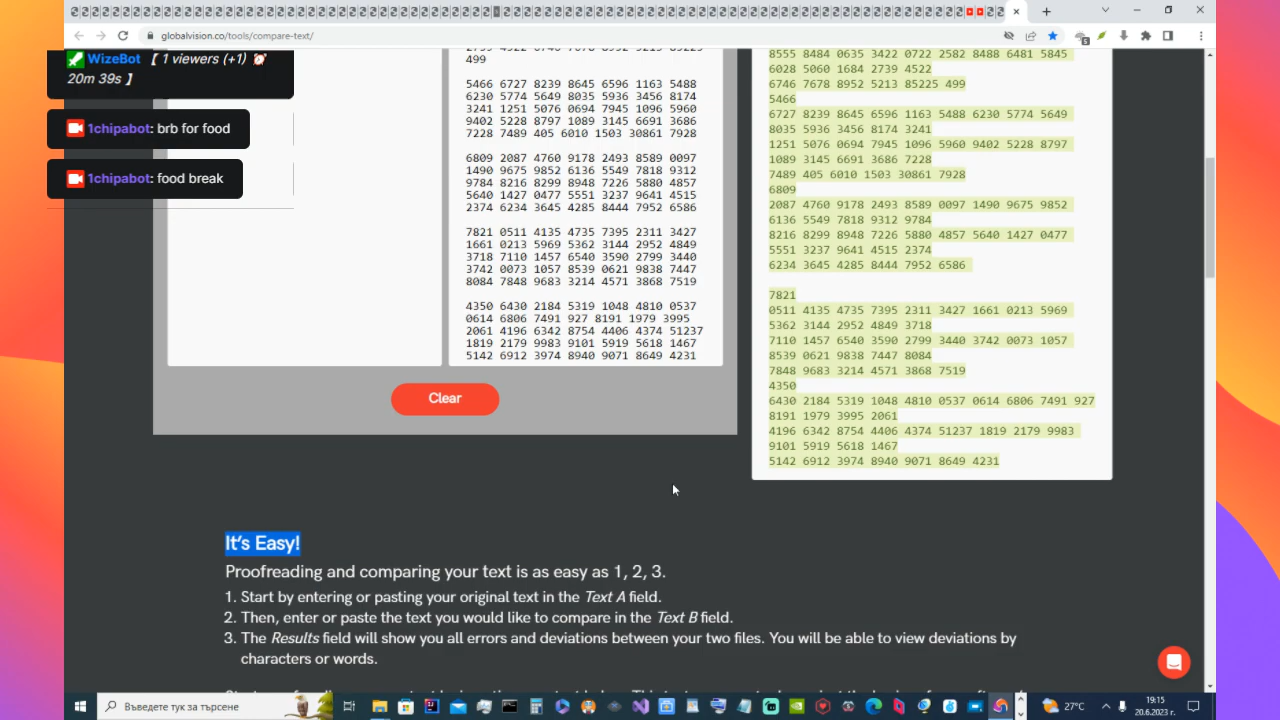 globalvision.co/tools/compare-text/
WizeBot [ 1 viewers (+1)
20m 39s ]
1chipabot: brb for food
1chipabot: food break
499
5466 6727 8239 8645 6596 1163 5488
6230 5774 5649 8035 5936 3456 8174
3241 1251 5076 0694 7945 1096 5960
9402 5228 8797 1089 3145 6691 3686
7228 7489 405 6010 1503 30861 7928
6809 2087 4760 9178 2493 8589 0097
1490 9675 9852 6136 5549 7818 9312
9784 8216 8299 8948 7226 5880 4857
5640 1427 0477 5551 3237 9641 4515
2374 6234 3645 4285 8444 7952 6586
7821 0511 4135 4735 7395 2311 3427
1661 0213 5969 5362 3144 2952 4849
3718 7110 1457 6540 3590 2799 3440
3742 0073 1057 8539 0621 9838 7447
8084 7848 9683 3214 4571 3868 7519
4350 6430 2184 5319 1048 4810 0537
0614 6806 7491 927 8191 1979 3995
2061 4196 6342 8754 4406 4374 51237
1819 2179 9983 9101 5919 5618 1467
5142 6912 3974 8940 9071 8649 4231
Clear
8555 8484 0635 3422 0722 2582 8488 6481 5845
6028 5060 1684 2739 4522
6746 7678 8952 5213 85225 499
5466
6727 8239 8645 6596 1163 5488 6230 5774 5649
8035 5936 3456 8174 3241
1251 5076 0694 7945 1096 5960 9402 5228 8797
1089 3145 6691 3686 7228
7489 405 6010 1503 30861 7928
6809
2087 4760 9178 2493 8589 0097 1490 9675 9852
6136 5549 7818 9312 9784
8216 8299 8948 7226 5880 4857 5640 1427 0477
5551 3237 9641 4515 2374
6234 3645 4285 8444 7952 6586
7821
0511 4135 4735 7395 2311 3427 1661 0213 5969
5362 3144 2952 4849 3718
7110 1457 6540 3590 2799 3440 3742 0073 1057
8539 0621 9838 7447 8084
7848 9683 3214 4571 3868 7519
4350
6430 2184 5319 1048 4810 0537 0614 6806 7491 927
8191 1979 3995 2061
4196 6342 8754 4406 4374 51237 1819 2179 9983
9101 5919 5618 1467
5142 6912 3974 8940 9071 8649 4231
It's Easy!
Proofreading and comparing your text is as easy as 1, 2, 3.
1. Start by entering or pasting your original text in the Text A field.
2. Then, enter or paste the text you would like to compare in the Text B field.
3. The Results field will show you all errors and deviations between your two files. You will be able to view deviations by
characters or words.
Въведете тук за търсене
27°C
19:15
20.6.2023 г.